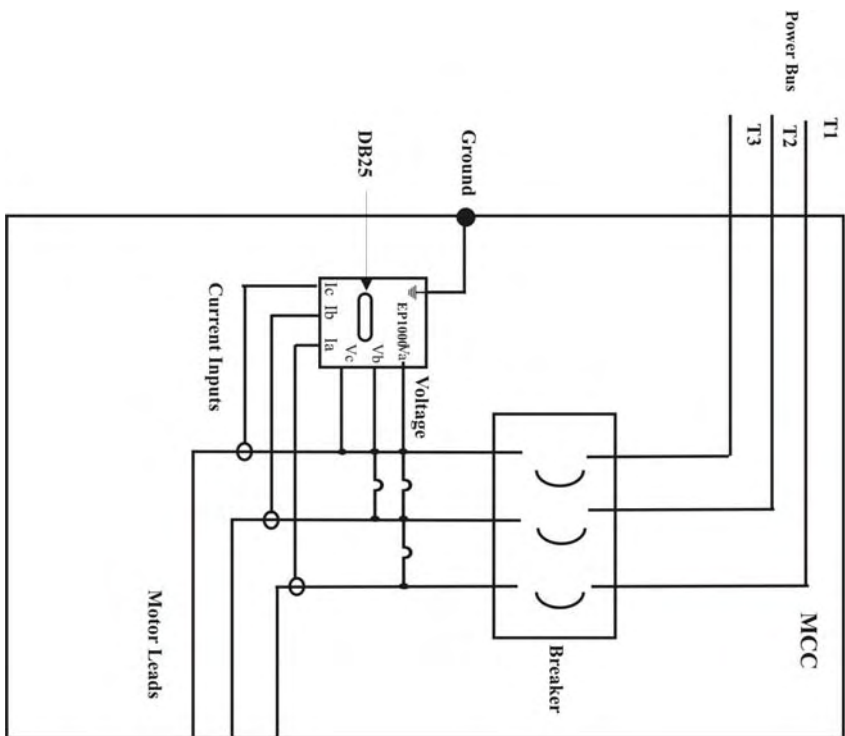 Power Bus
T1
T2
T3
Ground
DB25
MCC
EP1000
Va
Vb
Vc
Ia
Ib
Ic
Voltage
Current Inputs
Breaker
Motor Leads